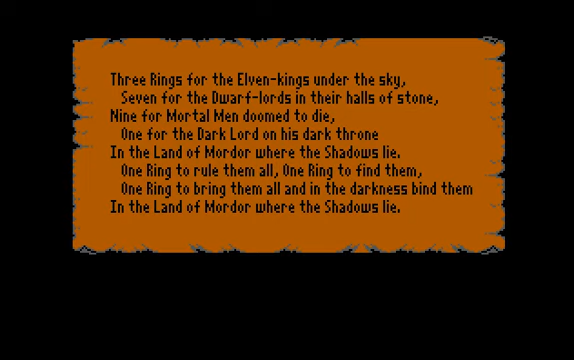 Three Rings for the Elven-kings under the sky,
Seven for the Dwarf-lords in their halls of stone,
Nine for Mortal Men doomed to die,
One for the Dark Lord on his dark throne
In the Land of Mordor where the Shadows lie.
One Ring to rule them all, One Ring to find them,
One Ring to bring them all and in the darkness bind them
In the Land of Mordor where the Shadows lie.